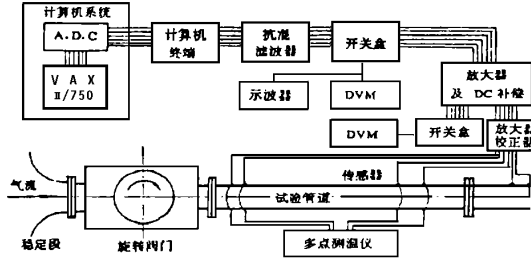 计算机系统
A.D.C
V A X
II/750
计算机
终端
抗混
滤波器
开关盒
示波器
DVM
放大器
及 DC 补偿
DVM
开关盒
放大器
校正器
传感器
气流
试验管道
稳定段
旋转阀门
多点测温仪